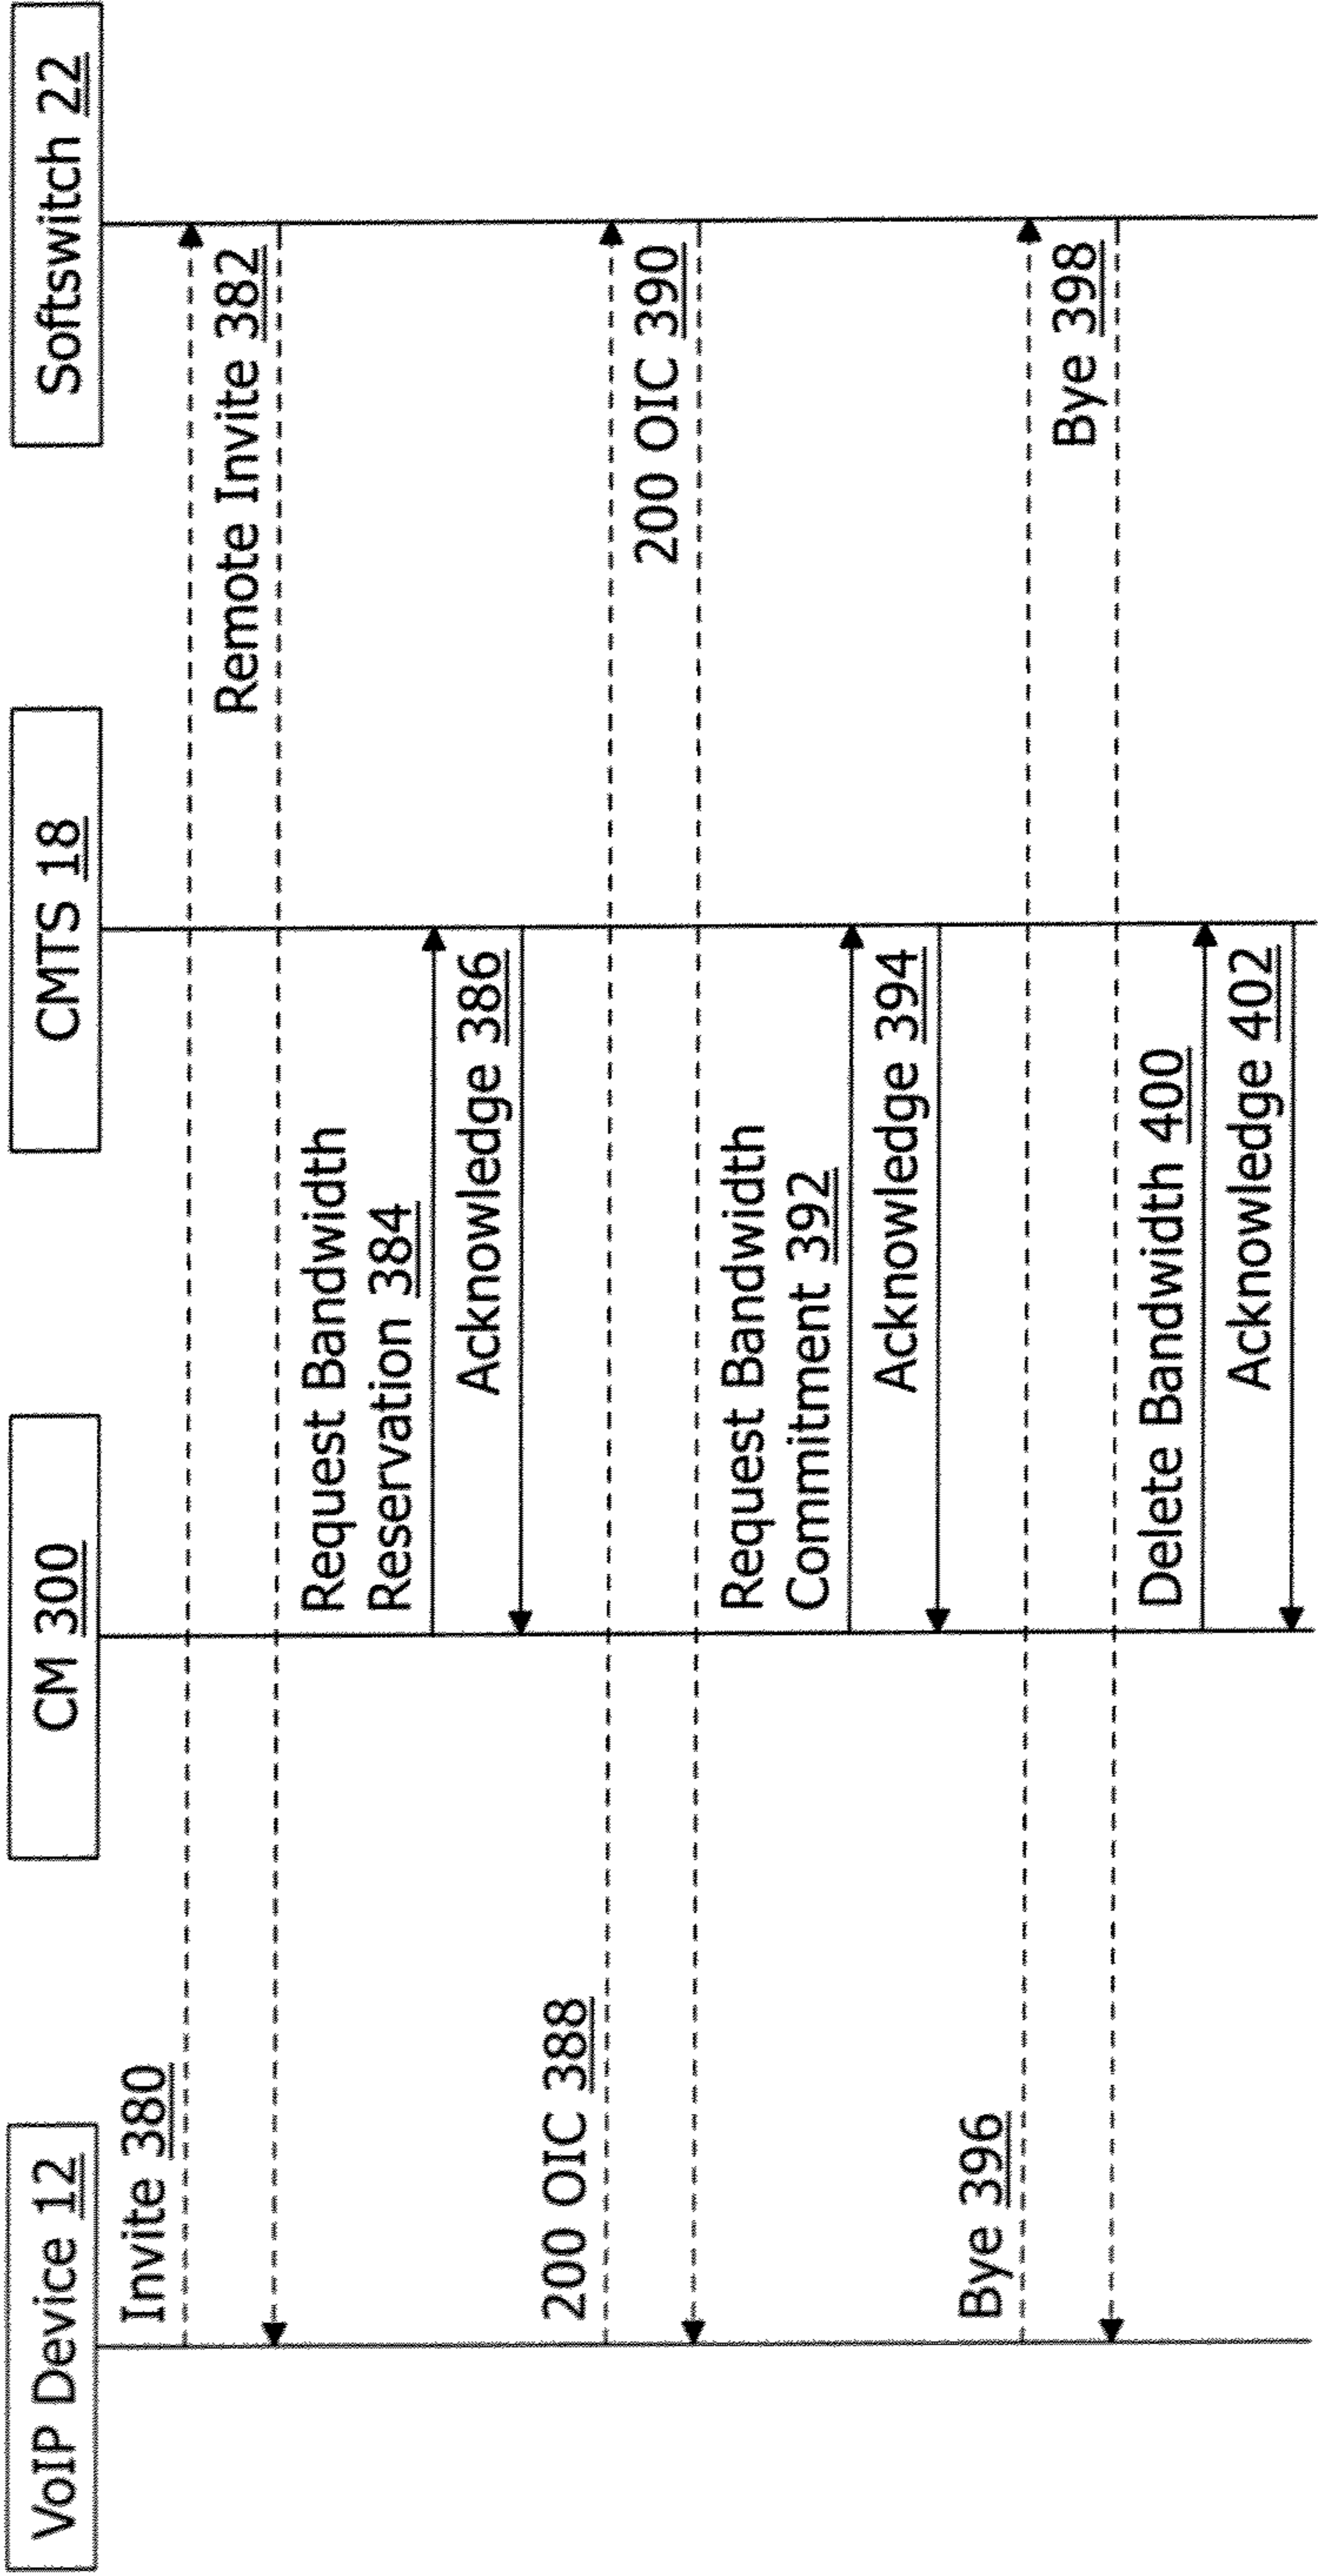 VoIP Device 12
CM 300
CMTS 18
Softswitch 22
Invite 380
Remote Invite 382
Request Bandwidth
Reservation 384
Acknowledge 386
200 OIC 388
200 OIC 390
Request Bandwidth
Commitment 392
Acknowledge 394
Bye 396
Bye 398
Delete Bandwidth 400
Acknowledge 402